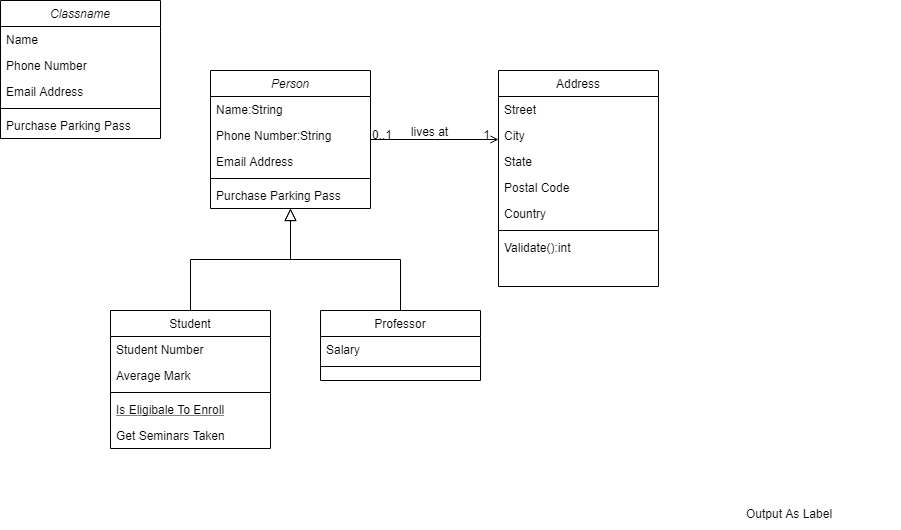 Classname
Name
Phone Number
Email Address
Purchase Parking Pass
Person
Name:String
Phone Number:String
Email Address
Purchase Parking Pass
0..1 lives at 1
Address
Street
City
State
Postal Code
Country
Validate():int
Student
Student Number
Average Mark
Is Eligibale To Enroll
Get Seminars Taken
Professor
Salary
Output As Label